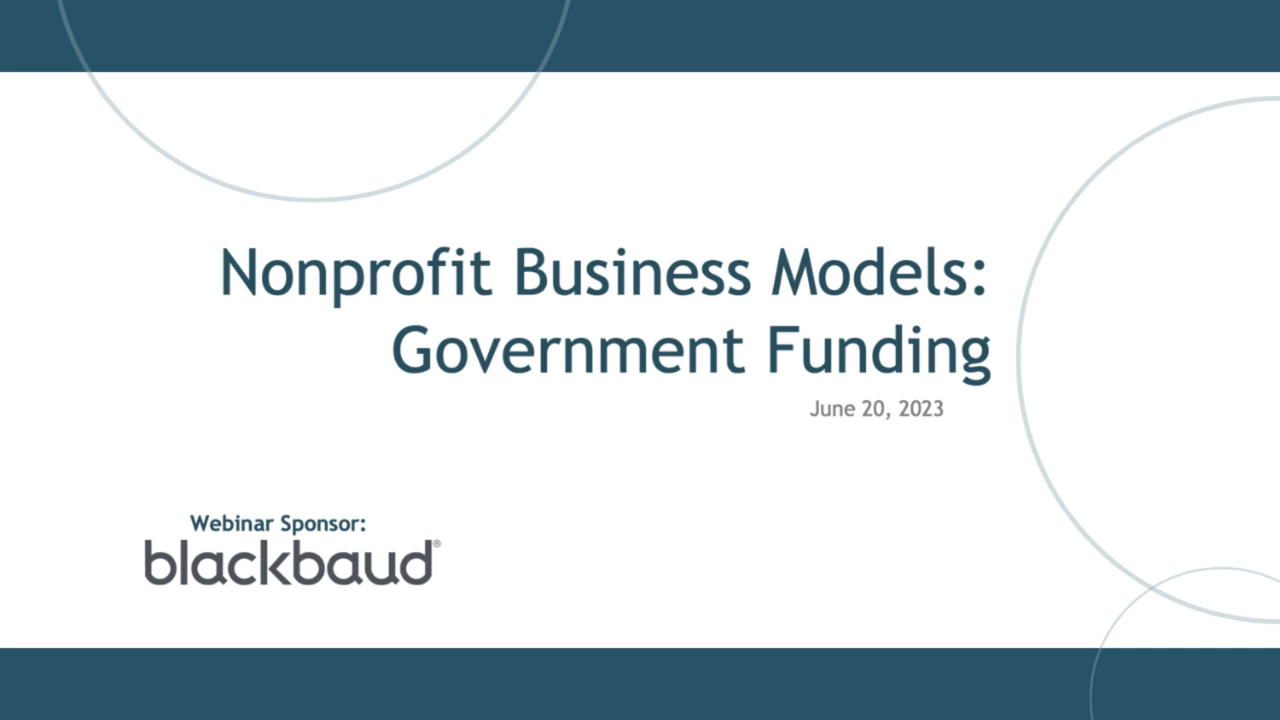 Nonprofit Business Models:
Government Funding
June 20, 2023
Webinar Sponsor:
blackbaud®